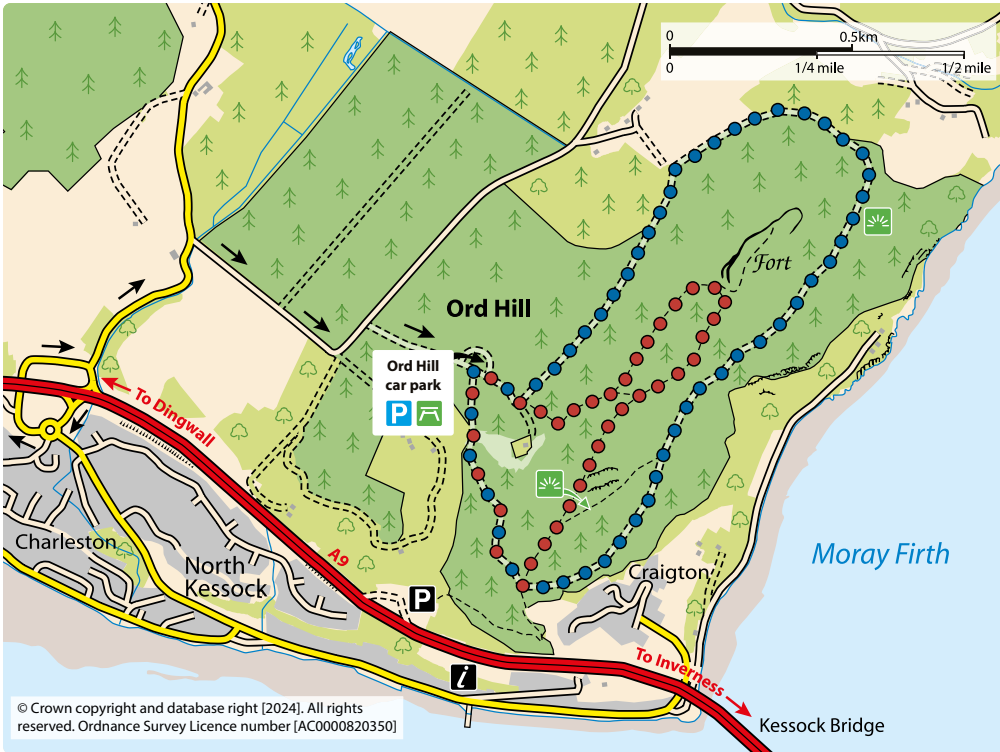 0
0.5km
0
1/4 mile
1/2 mile
Fort
Ord Hill
Ord Hill
car park
P
To Dingwall
A9
Charleston
North
Kessock
P
i
Craigton
Moray Firth
To Inverness
Kessock Bridge
© Crown copyright and database right [2024]. All rights
reserved. Ordnance Survey Licence number [AC0000820350]